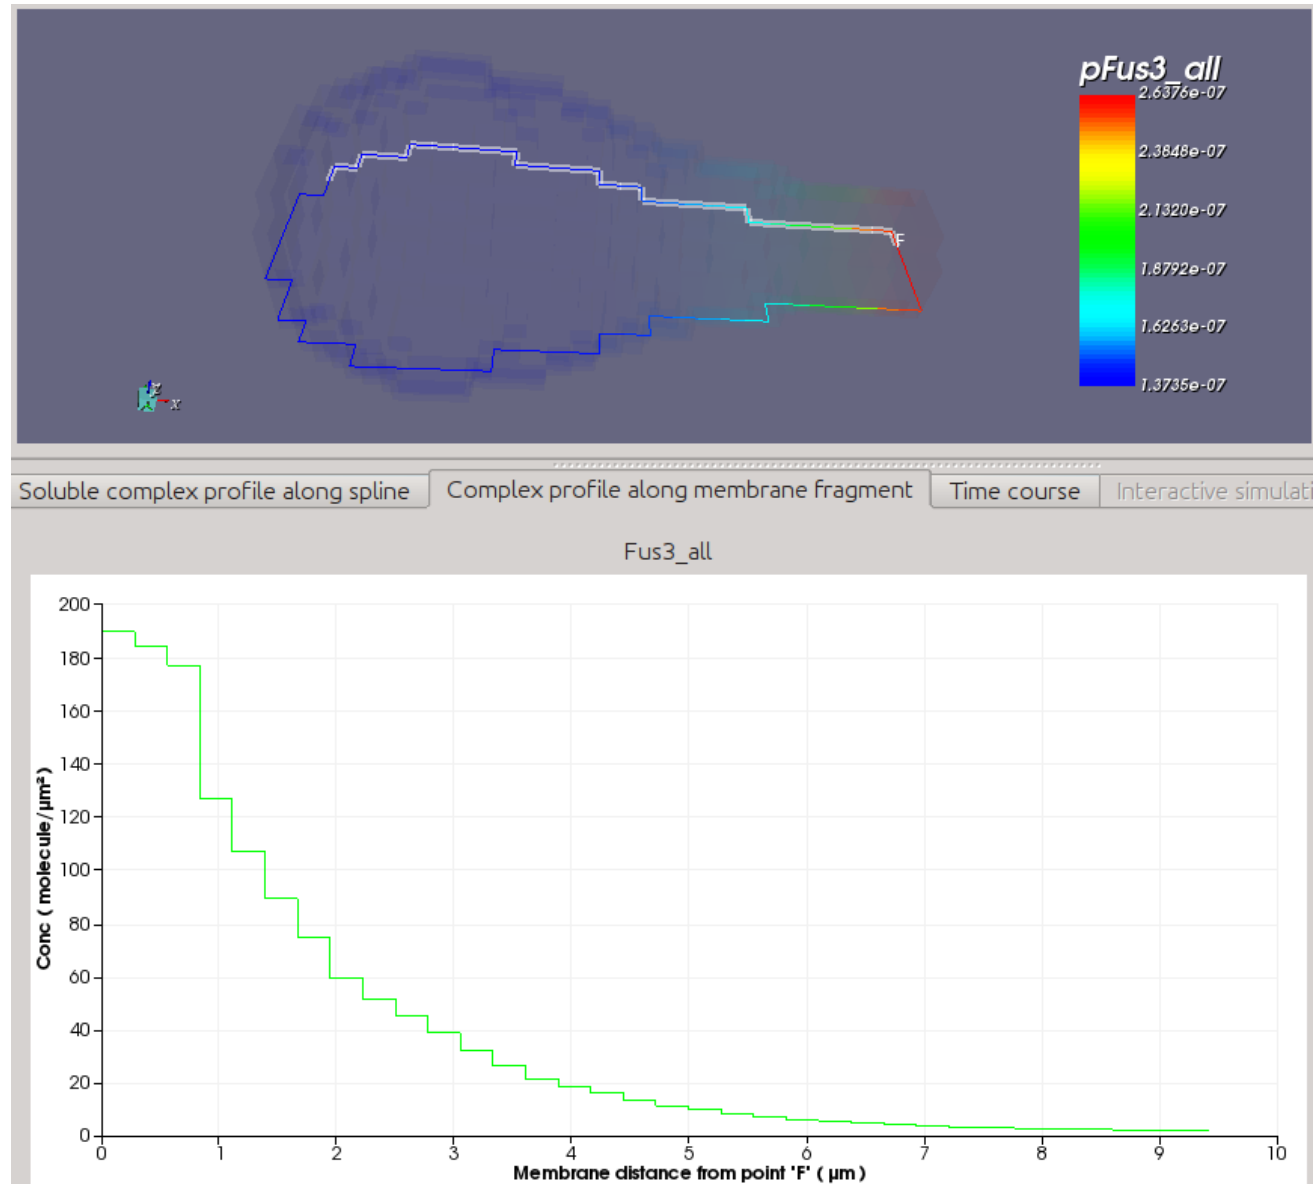 pFus3_all
2.6376e-07
2.3848e-07
2.1320e-07
1.8792e-07
1.6263e-07
1.3735e-07
F
z
x
Soluble complex profile along spline
Complex profile along membrane fragment
Time course
Interactive simulati
Fus3_all
200
180
160
140
120
100
80
60
40
20
0
Conc ( molecule/µm²)
0 1 2 3 4 5 6 7 8 9 10
Membrane distance from point 'F' ( µm )